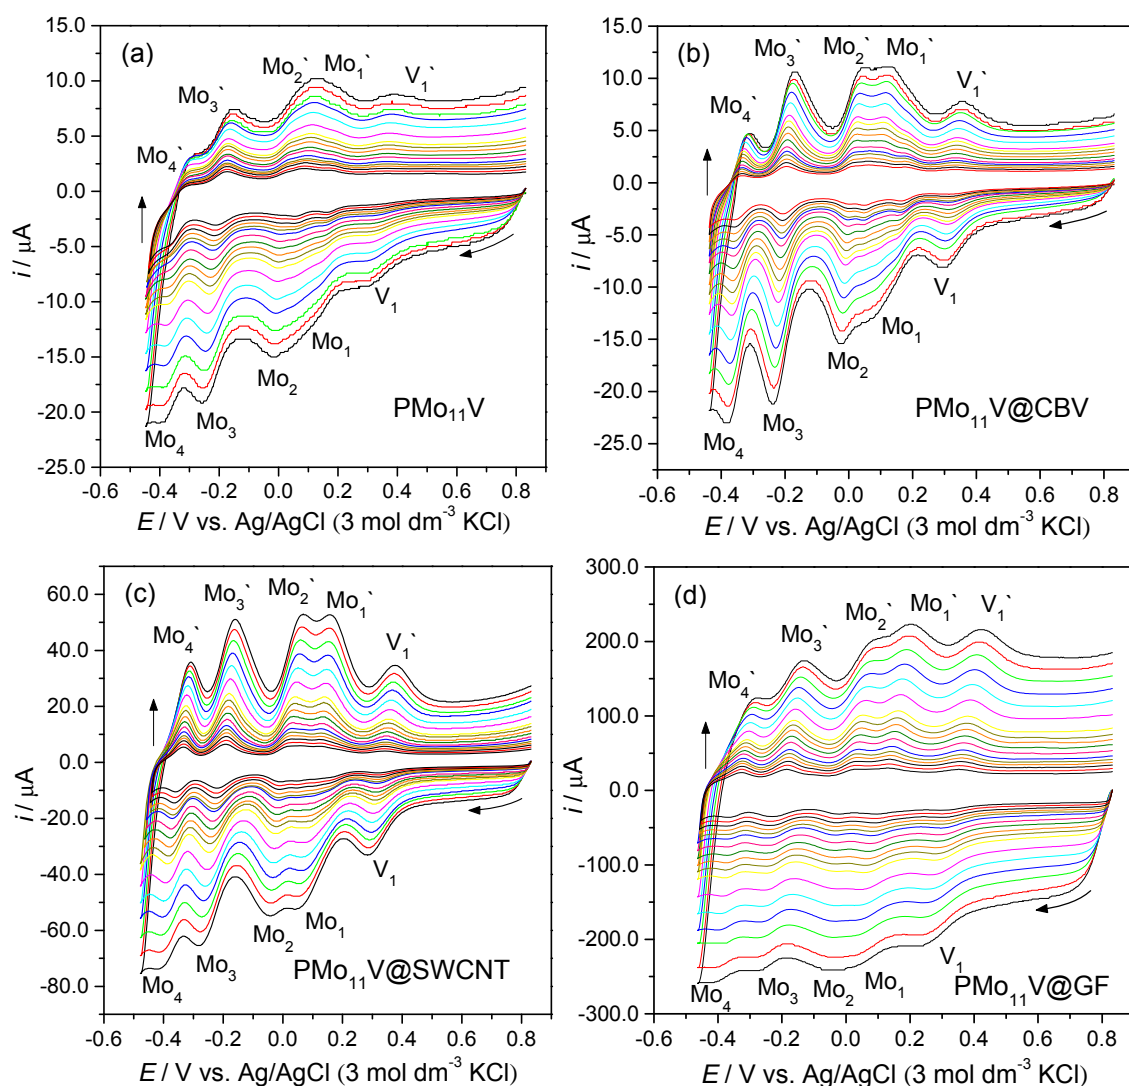 (a)
15.0
10.0
5.0
0.0
-5.0
-10.0
-15.0
-20.0
-25.0
i / µA
Mo4`
Mo3`
Mo2`
Mo1`
V1`
V1
Mo1
Mo2
Mo3
Mo4
PMo11V
-0.6 -0.4 -0.2 0.0 0.2 0.4 0.6 0.8
E / V vs. Ag/AgCl (3 mol dm-3 KCl)
(b)
15.0
10.0
5.0
0.0
-5.0
-10.0
-15.0
-20.0
-25.0
i / µA
Mo4`
Mo3`
Mo2`
Mo1`
V1`
V1
Mo1
Mo2
Mo3
Mo4
PMo11V@CBV
-0.6 -0.4 -0.2 0.0 0.2 0.4 0.6 0.8
E / V vs. Ag/AgCl (3 mol dm-3 KCl)
(c)
60.0
40.0
20.0
0.0
-20.0
-40.0
-60.0
-80.0
i / µA
Mo4`
Mo3`
Mo2`
Mo1`
V1`
V1
Mo1
Mo2
Mo3
Mo4
PMo11V@SWCNT
-0.6 -0.4 -0.2 0.0 0.2 0.4 0.6 0.8
E / V vs. Ag/AgCl (3 mol dm-3 KCl)
(d)
300.0
200.0
100.0
0.0
-100.0
-200.0
-300.0
i / µA
Mo4`
Mo3`
Mo2`
Mo1`
V1`
V1
Mo1
Mo2
Mo3
Mo4
PMo11V@GF
-0.6 -0.4 -0.2 0.0 0.2 0.4 0.6 0.8
E / V vs. Ag/AgCl (3 mol dm-3 KCl)